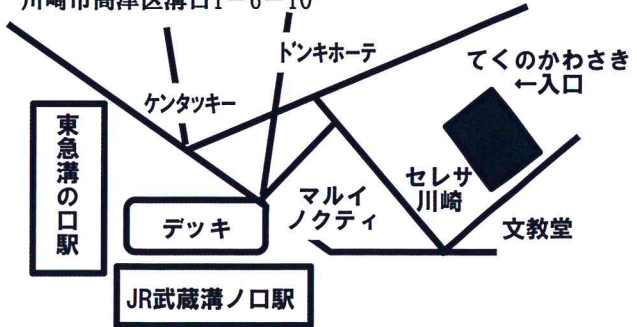 川崎市高津区溝口1-6-10
ドンキホーテ
てくのかわさき
←入口
ケンタッキー
東急溝の口駅
セレサ
川崎
マルイ
ノクティ
文教堂
デッキ
JR武蔵溝ノ口駅